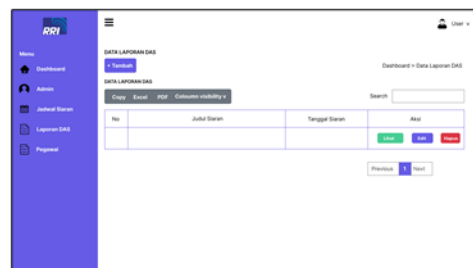 RRI
User v
Menu
Dashboard
Admin
Jadwal Siaran
Laporan DAS
Pegawai
DATA LAPORAN DAS
+ Tambah
Dashboard > Data Laporan DAS
DATA LAPORAN DAS
Copy Excel PDF Coloumn visibility v
Search
No Judul Siaran Tanggal Siaran Aksi
Lihat Edit Hapus
Previous 1 Next